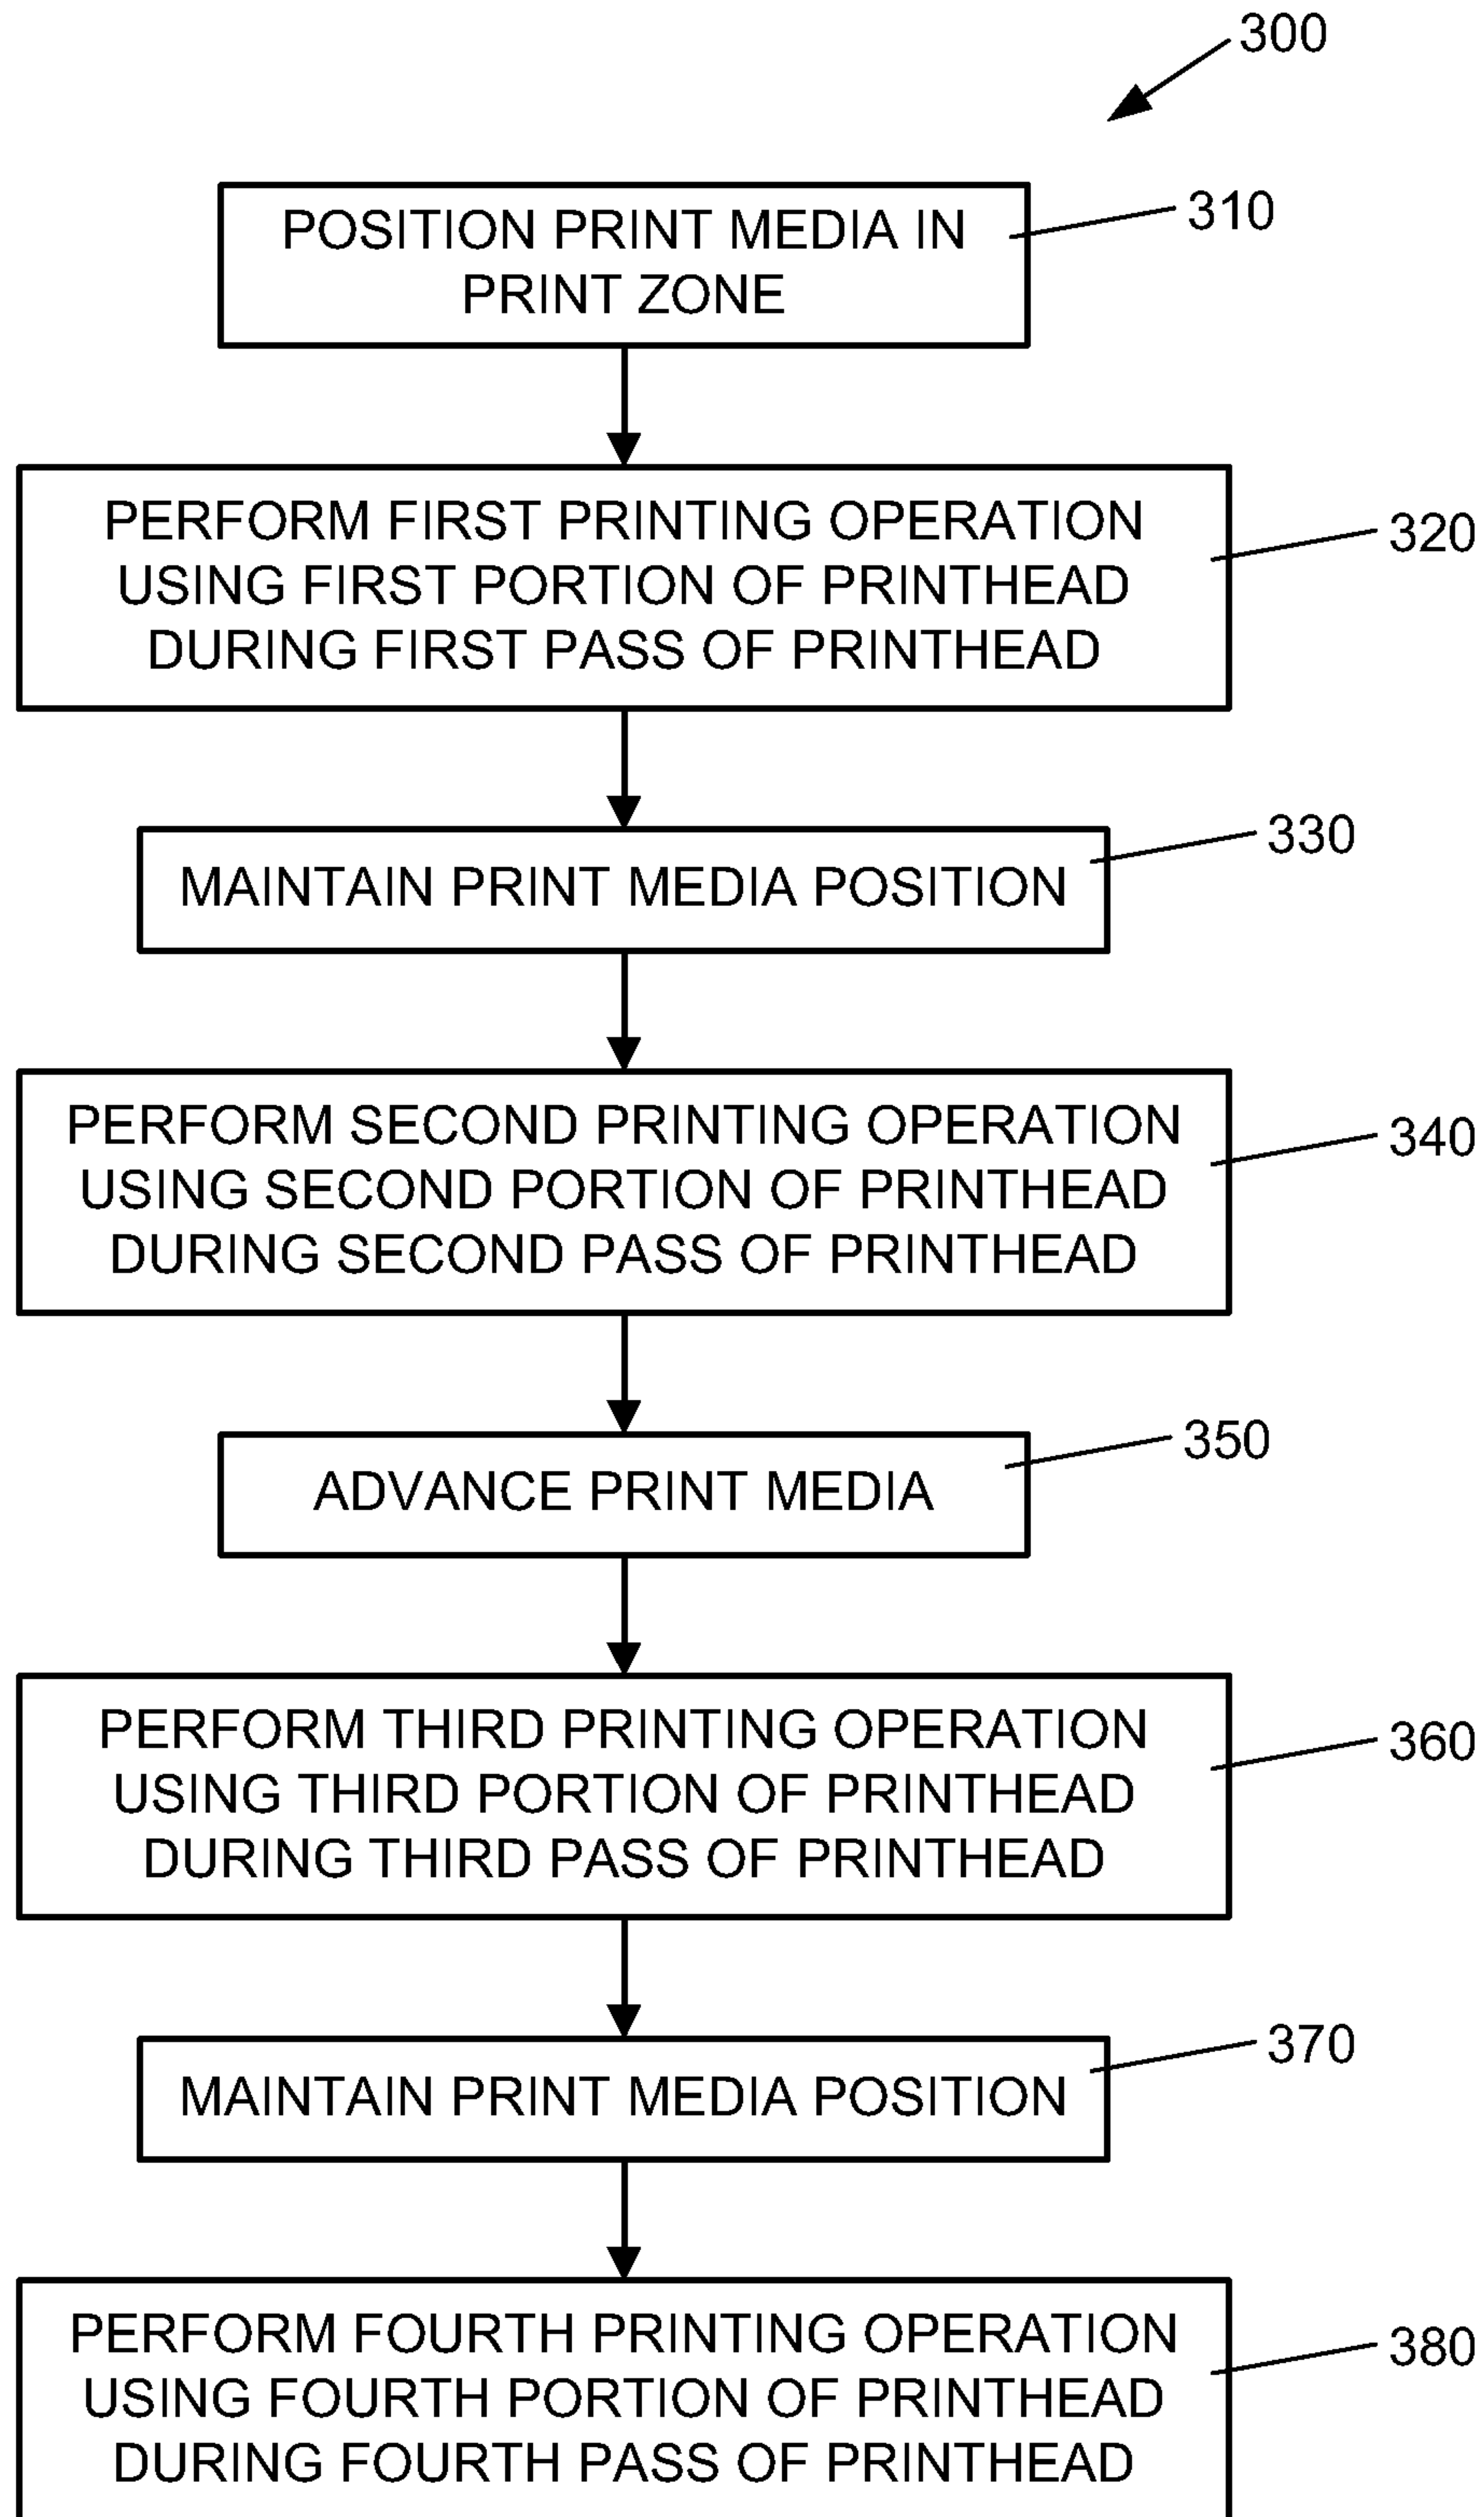 300
POSITION PRINT MEDIA IN
PRINT ZONE
310
PERFORM FIRST PRINTING OPERATION
USING FIRST PORTION OF PRINTHEAD
DURING FIRST PASS OF PRINTHEAD
320
MAINTAIN PRINT MEDIA POSITION
330
PERFORM SECOND PRINTING OPERATION
USING SECOND PORTION OF PRINTHEAD
DURING SECOND PASS OF PRINTHEAD
340
ADVANCE PRINT MEDIA
350
PERFORM THIRD PRINTING OPERATION
USING THIRD PORTION OF PRINTHEAD
DURING THIRD PASS OF PRINTHEAD
360
MAINTAIN PRINT MEDIA POSITION
370
PERFORM FOURTH PRINTING OPERATION
USING FOURTH PORTION OF PRINTHEAD
DURING FOURTH PASS OF PRINTHEAD
380